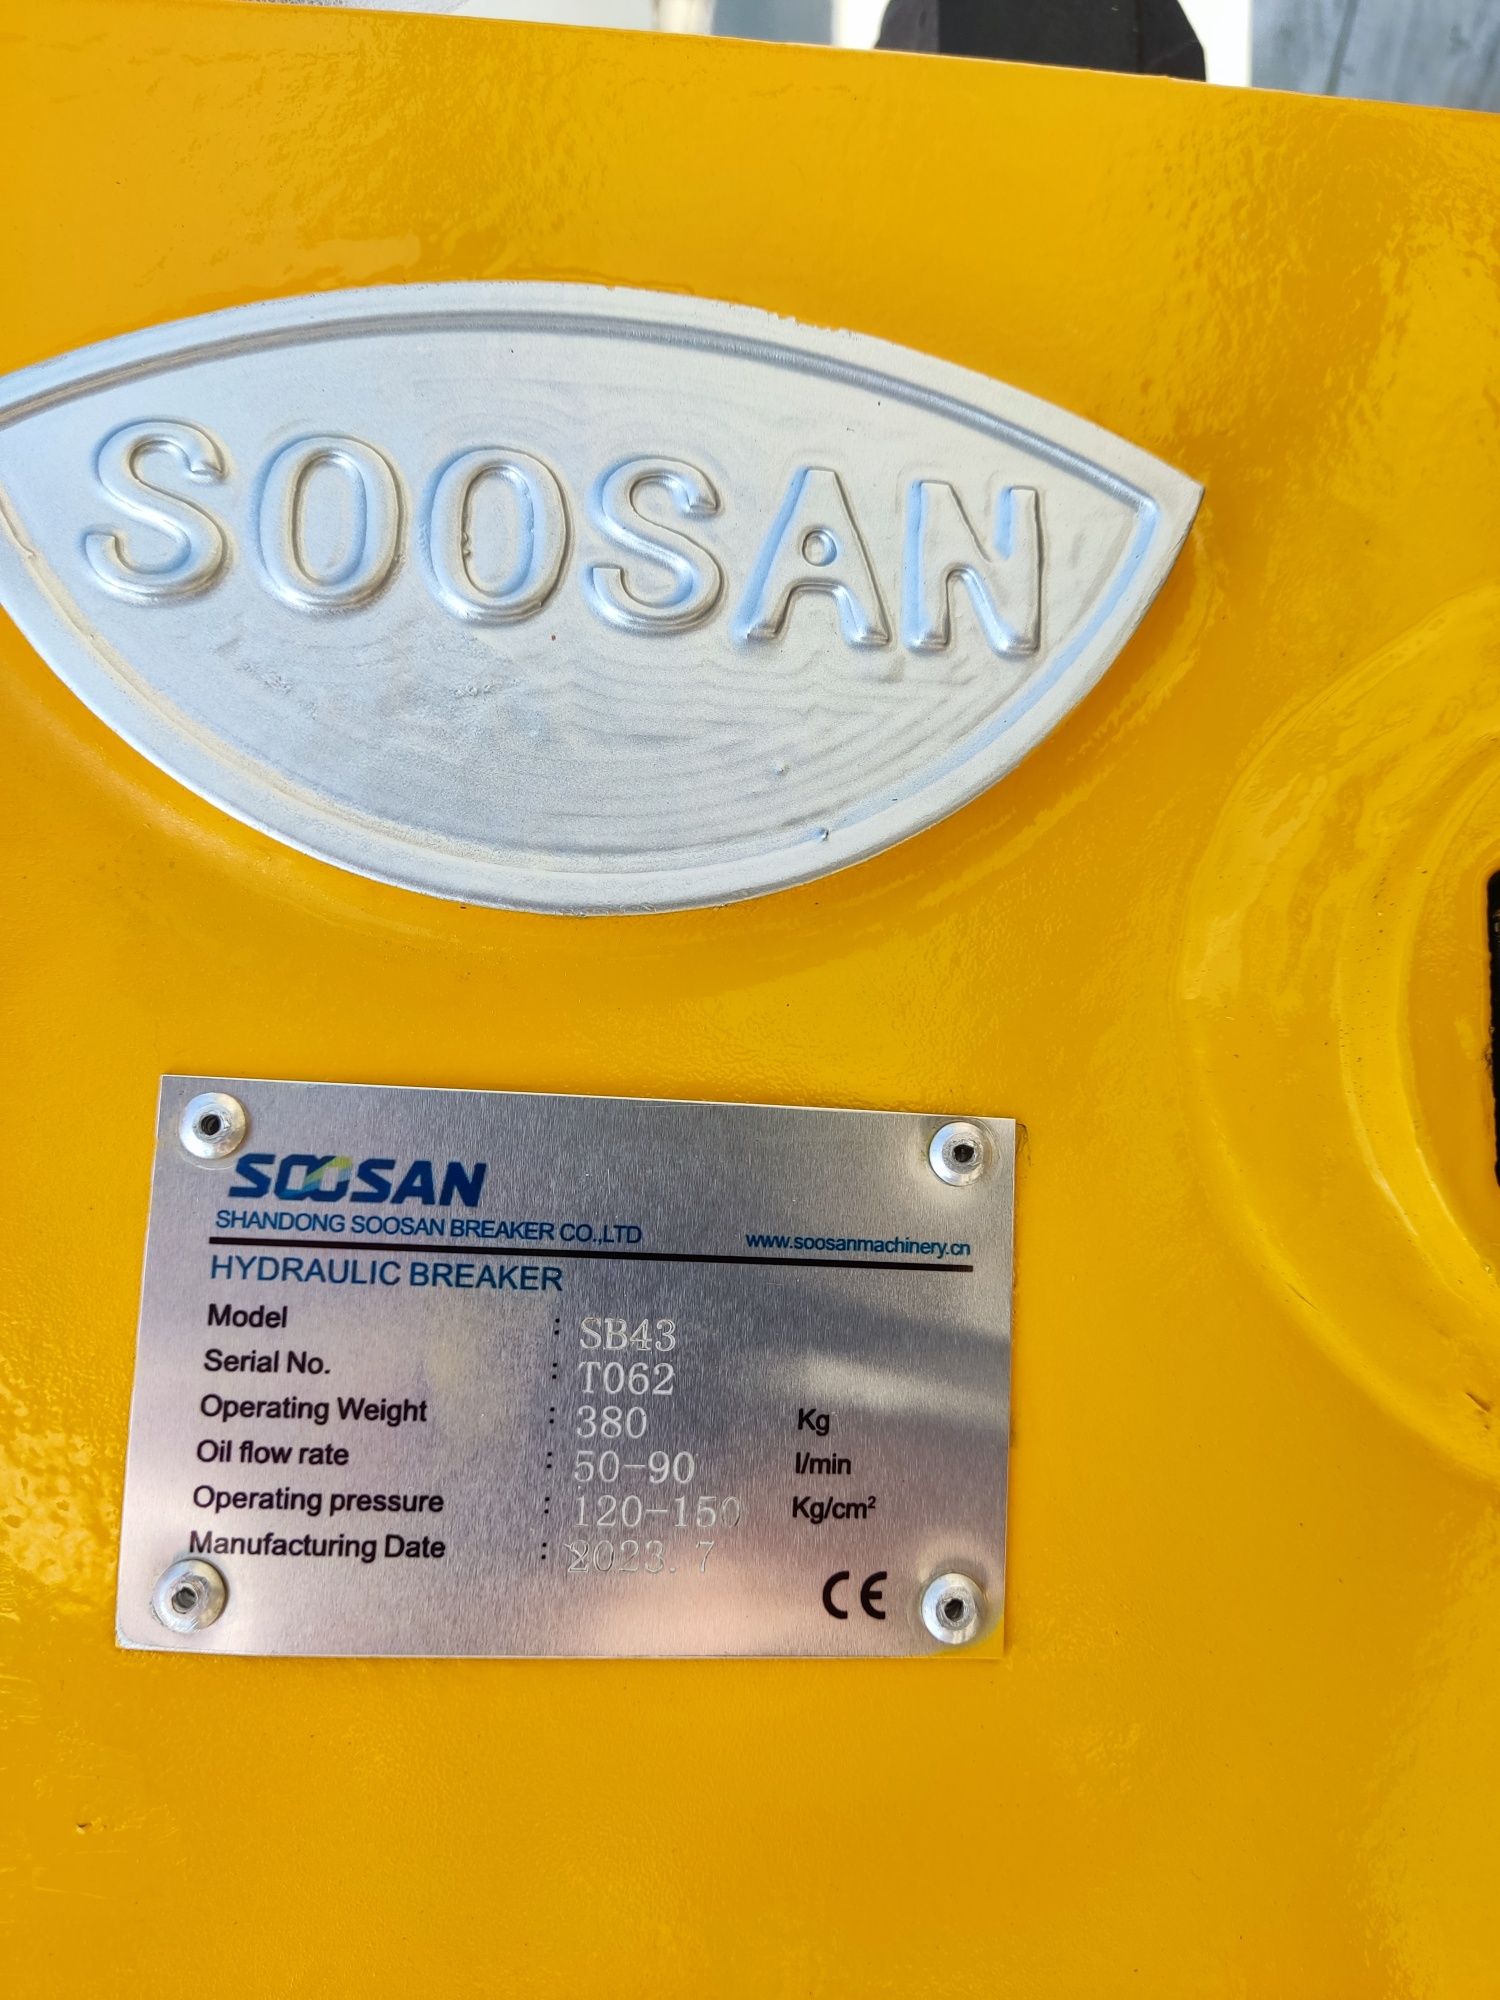 SOOSAN
SOOSAN
SHANDONG SOOSAN BREAKER CO.,LTD www.soosanmachinery.cn
HYDRAULIC BREAKER
Model : SB43
Serial No. : T062
Operating Weight : 380 Kg
Oil flow rate : 50-90 l/min
Operating pressure : 120-150 Kg/cm²
Manufacturing Date : 2023.7
CE